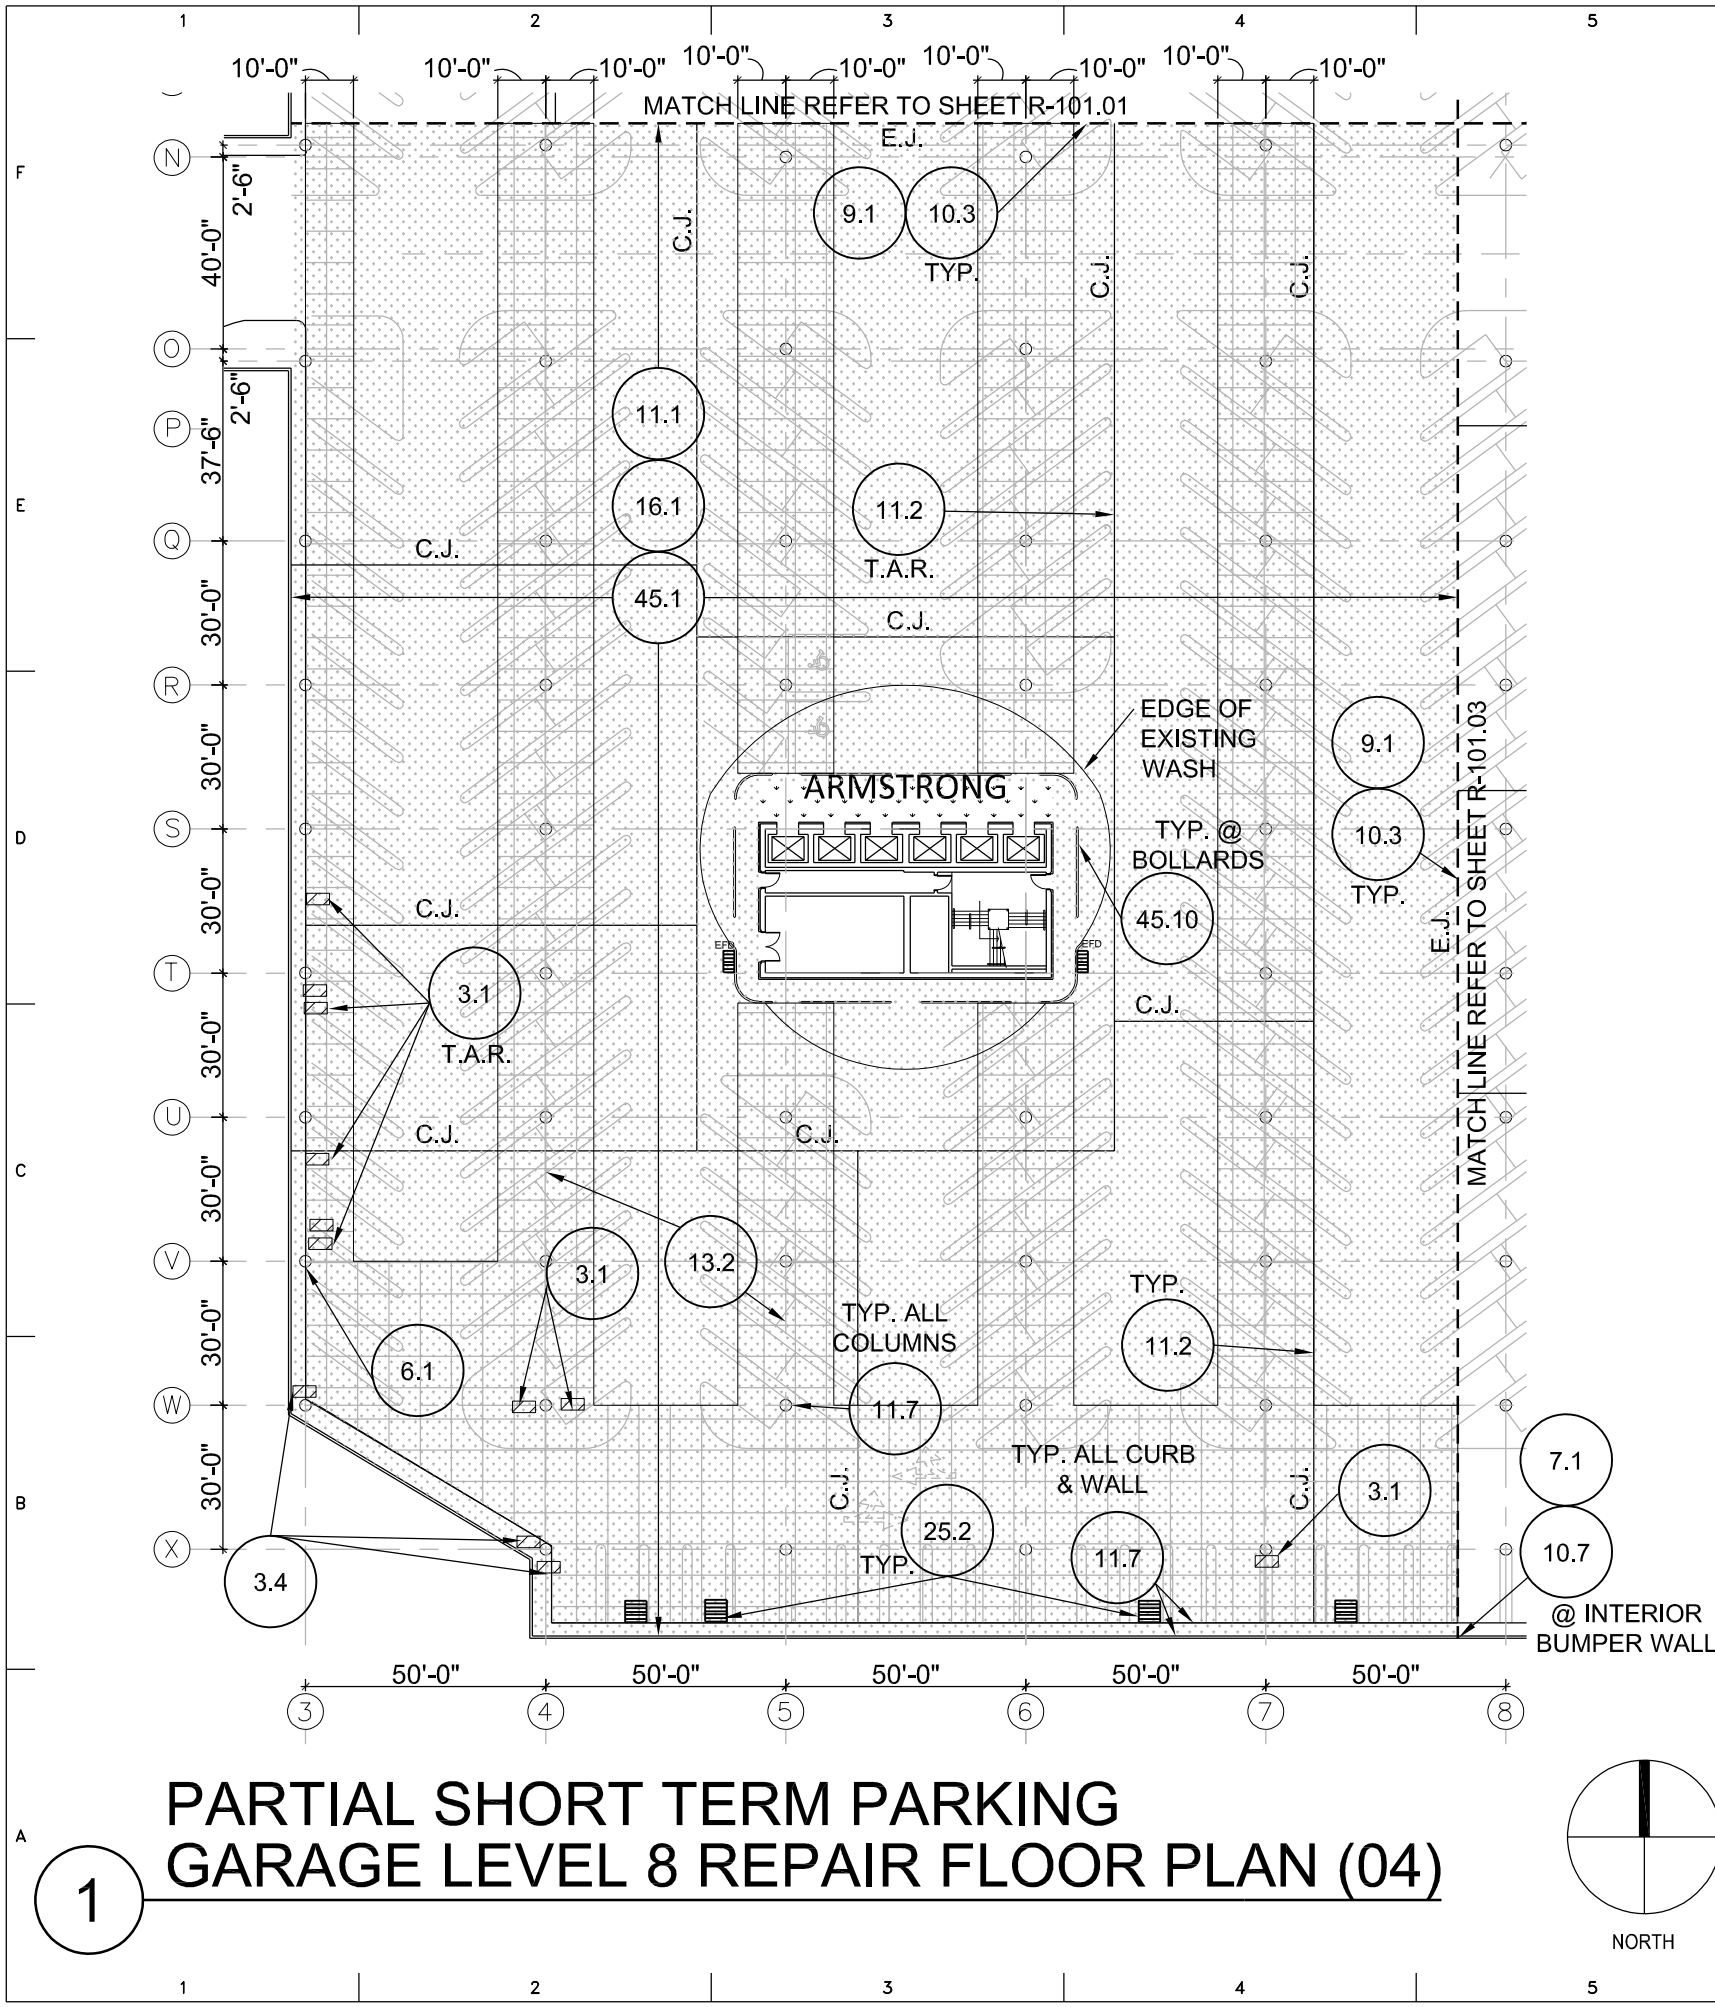 1 2 3 4 5
10'-0" 10'-0" 10'-0" 10'-0" 10'-0" 10'-0" 10'-0" 10'-0" 10'-0"
MATCH LINE REFER TO SHEET R-101.01
E.J.
N
F
2'-6"
9.1 10.3
TYP.
C.J.
C.J.
C.J.
40'-0"
O
2'-6"
P
37'-6"
11.1
16.1
45.1
11.2
T.A.R.
E
Q
C.J.
C.J.
30'-0"
R
EDGE OF
EXISTING
WASH
9.1
10.3
TYP.
MATCH LINE REFER TO SHEET R-101.03
E.J.
30'-0"
ARMSTRONG
D
S
TYP. @
BOLLARDS
45.10
30'-0"
C.J.
EFD
EFD
T
3.1
T.A.R.
C.J.
30'-0"
U
C.J.
C.J.
C
30'-0"
V
3.1
13.2
TYP.
11.2
TYP. ALL
COLUMNS
11.7
30'-0"
6.1
W
TYP. ALL CURB
& WALL
11.7
C.J.
C.J.
3.1
7.1
10.7
@ INTERIOR
BUMPER WALL
B
30'-0"
25.2
TYP.
X
3.4
50'-0" 50'-0" 50'-0" 50'-0" 50'-0"
3 4 5 6 7 8
A
1
PARTIAL SHORT TERM PARKING
GARAGE LEVEL 8 REPAIR FLOOR PLAN (04)
NORTH
1 2 3 4 5